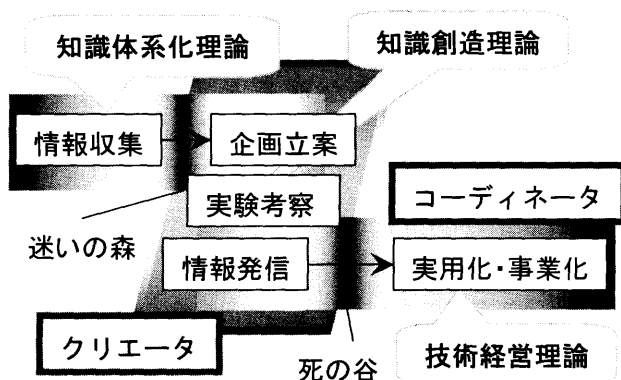 知識体系化理論
知識創造理論
情報収集
企画立案
実験考察
コーディネータ
迷いの森
情報発信
実用化・事業化
クリエータ
死の谷
技術経営理論